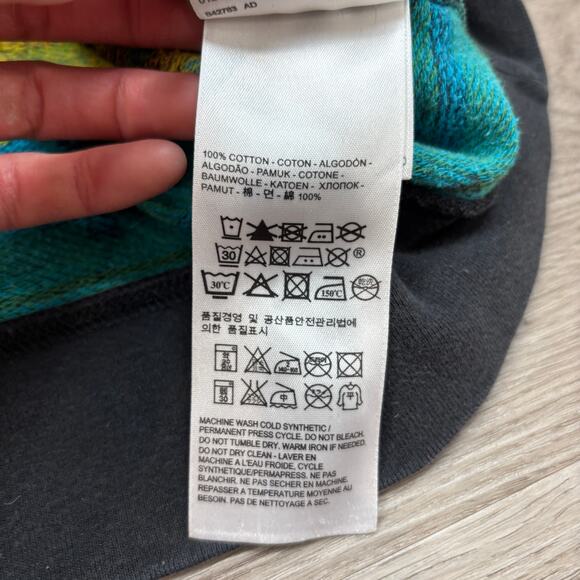 B42783 AD
100% COTTON - COTON - ALGODÓN -
ALGODÃO - PAMUK - COTONE -
BAUMWOLLE - KATOEN - ХЛОПОК -
PAMUT - 棉 - 면 - 綿 100%
30 ®
30°C 150°C
품질경영 및 공산품안전관리법에
의한 품질표시
MACHINE WASH COLD SYNTHETIC /
PERMANENT PRESS CYCLE. DO NOT BLEACH.
DO NOT TUMBLE DRY. WARM IRON IF NEEDED.
DO NOT DRY CLEAN - LAVER EN
MACHINE A L'EAU FROIDE, CYCLE
SYNTHETIQUE/PERMAPRESS. NE PAS
BLANCHIR. NE PAS SECHER EN MACHINE.
REPASSER A TEMPERATURE MOYENNE AU
BESOIN. PAS DE NETTOYAGE A SEC.